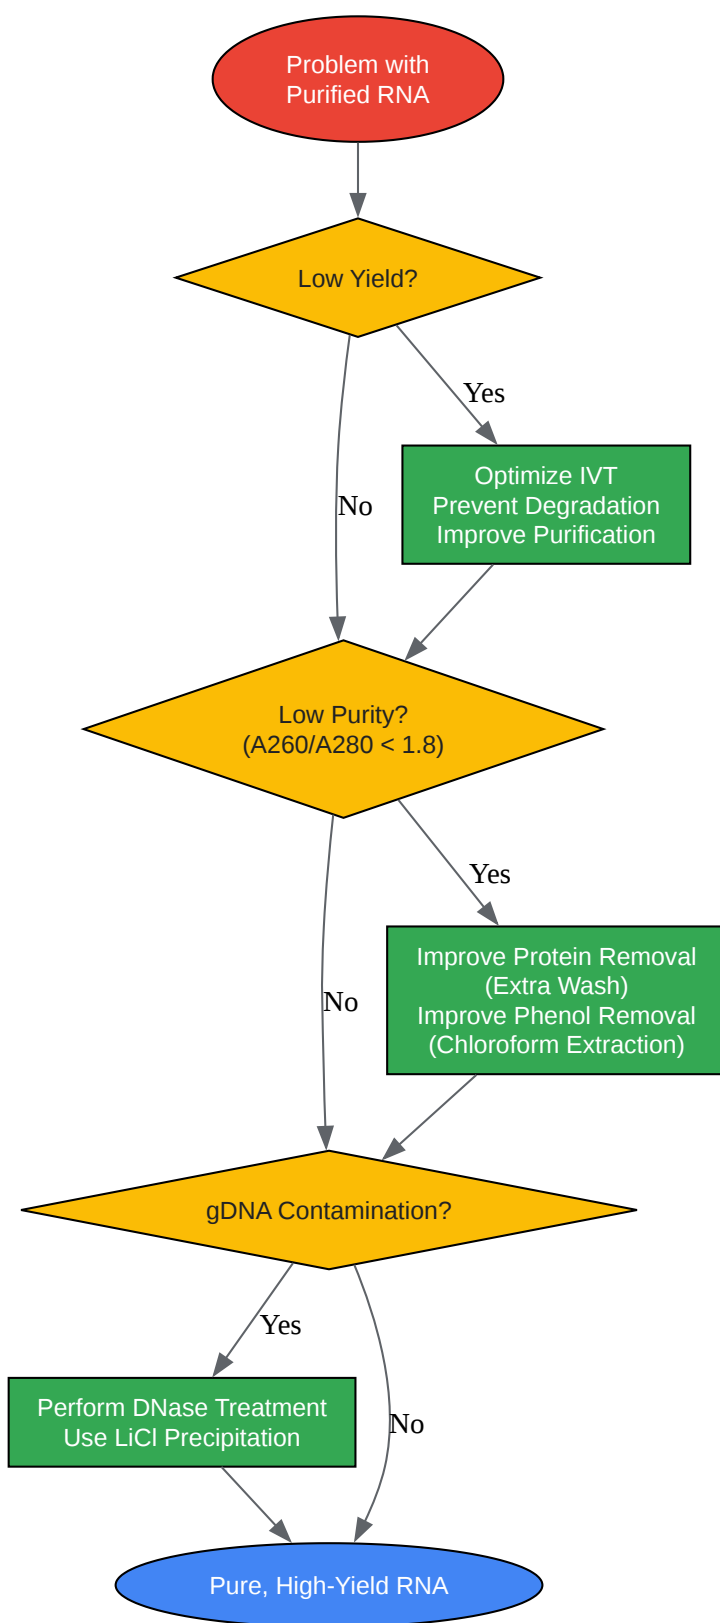 Problem with
Purified RNA
Low Yield?
Yes
Optimize IVT
Prevent Degradation
Improve Purification
No
Low Purity?
(A260/A280 < 1.8)
Yes
Improve Protein Removal
(Extra Wash)
Improve Phenol Removal
(Chloroform Extraction)
No
gDNA Contamination?
Yes
Perform DNase Treatment
Use LiCl Precipitation
No
Pure, High-Yield RNA